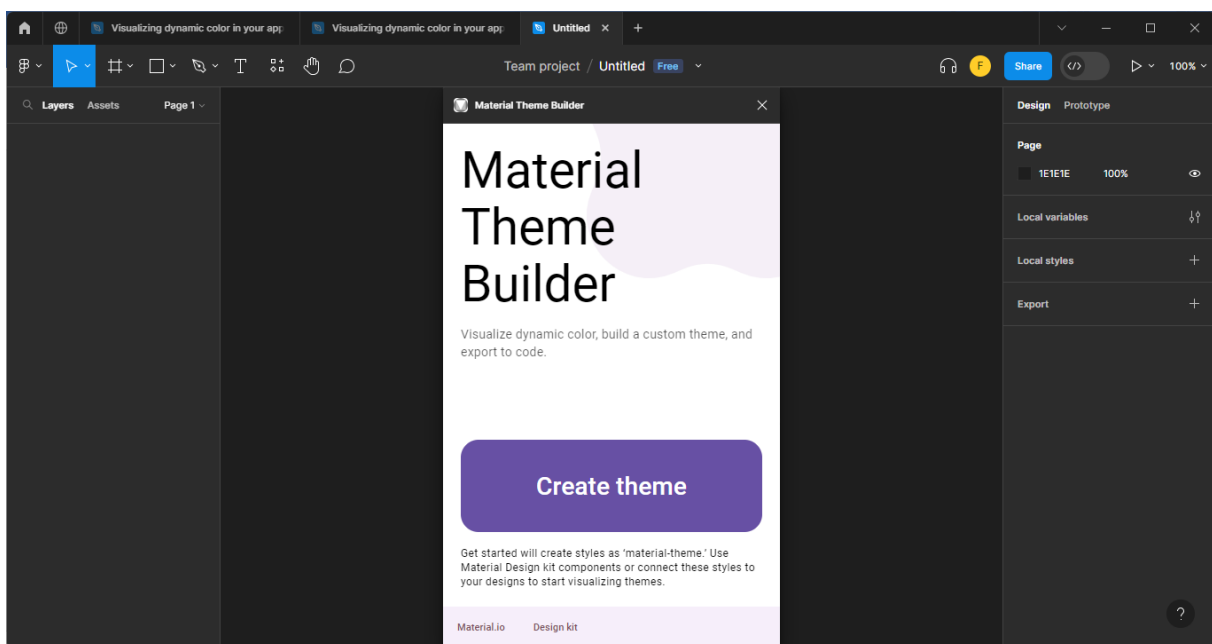 Visualizing dynamic color in your app
Visualizing dynamic color in your app
Untitled
Team project / Untitled Free
F
Share
100%
Layers Assets Page 1
Material Theme Builder
Design Prototype
Material
Theme
Builder
Visualize dynamic color, build a custom theme, and
export to code.
Create theme
Get started will create styles as ‘material-theme.’ Use
Material Design kit components or connect these styles to
your designs to start visualizing themes.
Material.io Design kit
Page
1E1E1E 100%
Local variables
Local styles
Export
?